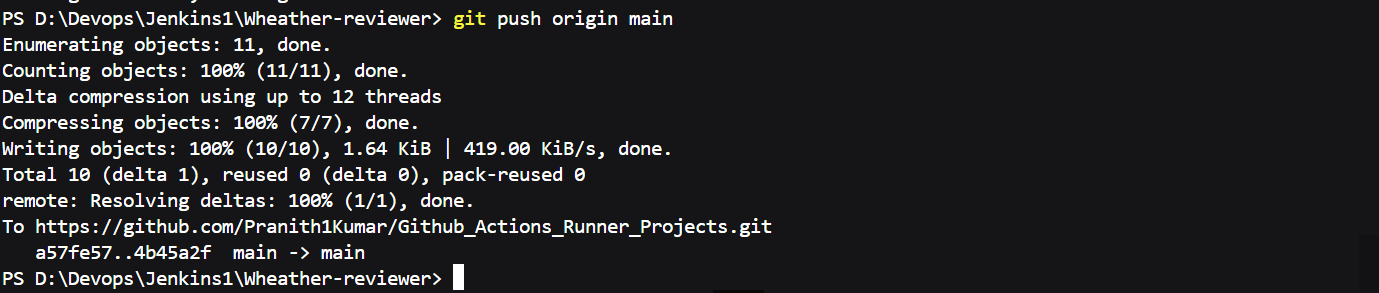 PS D:\Devops\Jenkins1\Wheather-reviewer> git push origin main
Enumerating objects: 11, done.
Counting objects: 100% (11/11), done.
Delta compression using up to 12 threads
Compressing objects: 100% (7/7), done.
Writing objects: 100% (10/10), 1.64 KiB | 419.00 KiB/s, done.
Total 10 (delta 1), reused 0 (delta 0), pack-reused 0
remote: Resolving deltas: 100% (1/1), done.
To https://github.com/Pranith1Kumar/Github_Actions_Runner_Projects.git
   a57fe57..4b45a2f  main -> main
PS D:\Devops\Jenkins1\Wheather-reviewer>